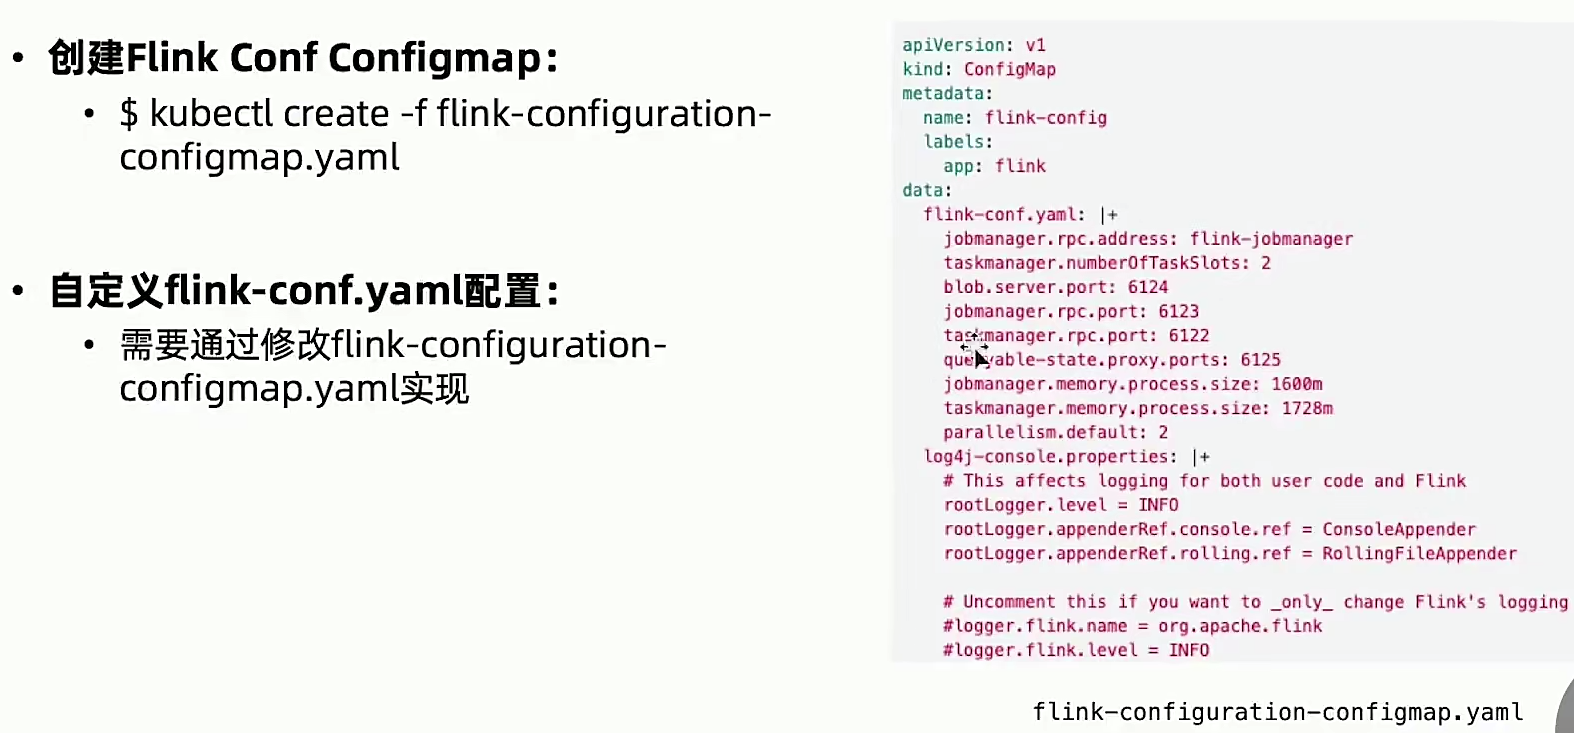 • 创建Flink Conf Configmap：
• $ kubectl create -f flink-configuration-
configmap.yaml
• 自定义flink-conf.yaml配置：
• 需要通过修改flink-configuration-
configmap.yaml实现
apiVersion: v1
kind: ConfigMap
metadata:
  name: flink-config
  labels:
    app: flink
data:
  flink-conf.yaml: |+
    jobmanager.rpc.address: flink-jobmanager
    taskmanager.numberOfTaskSlots: 2
    blob.server.port: 6124
    jobmanager.rpc.port: 6123
    taskmanager.rpc.port: 6122
    queryable-state.proxy.ports: 6125
    jobmanager.memory.process.size: 1600m
    taskmanager.memory.process.size: 1728m
    parallelism.default: 2
  log4j-console.properties: |+
    # This affects logging for both user code and Flink
    rootLogger.level = INFO
    rootLogger.appenderRef.console.ref = ConsoleAppender
    rootLogger.appenderRef.rolling.ref = RollingFileAppender
    # Uncomment this if you want to _only_ change Flink's logging
    #logger.flink.name = org.apache.flink
    #logger.flink.level = INFO
flink-configuration-configmap.yaml